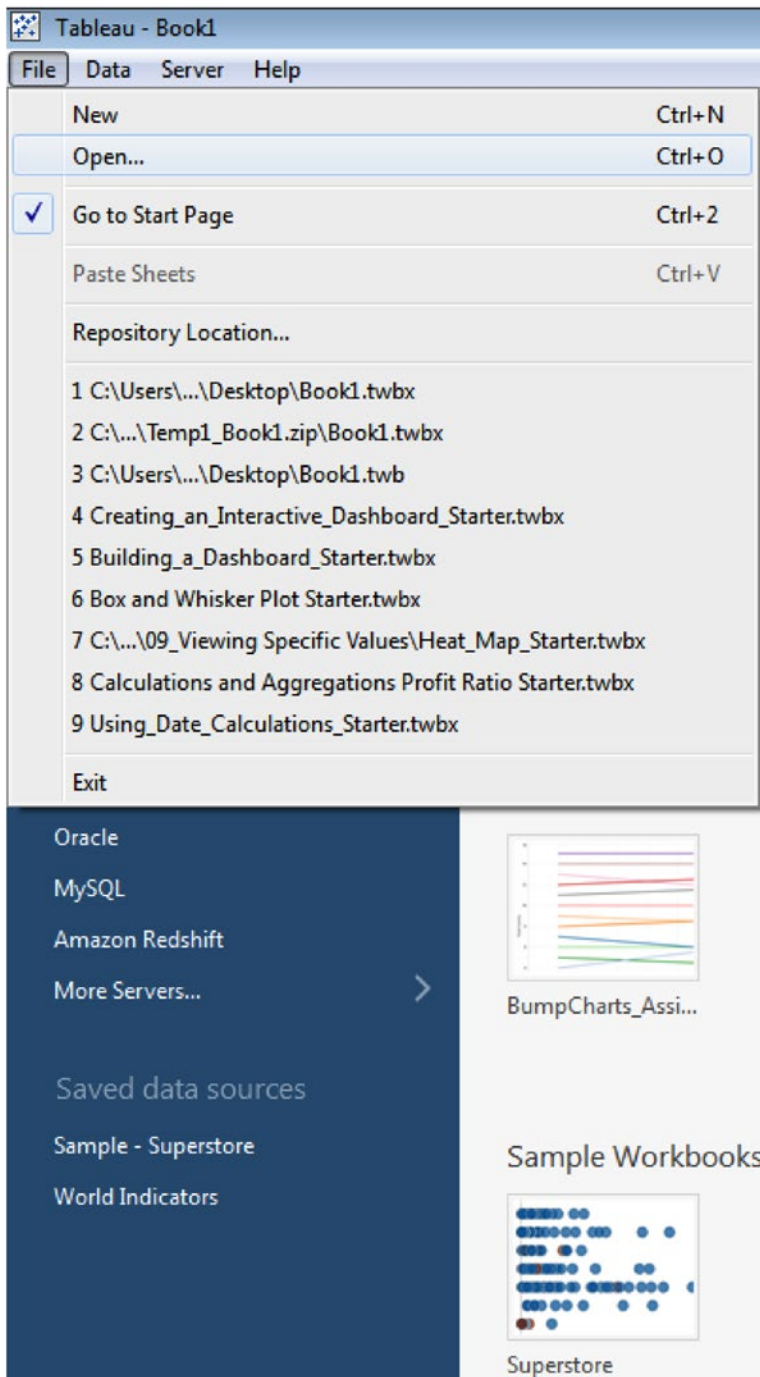 Tableau - Book1
File Data Server Help
New Ctrl+N
Open... Ctrl+O
Go to Start Page Ctrl+2
Paste Sheets Ctrl+V
Repository Location...
1 C:\Users\...\Desktop\Book1.twbx
2 C:\...\Temp1_Book1.zip\Book1.twbx
3 C:\Users\...\Desktop\Book1.twb
4 Creating_an_Interactive_Dashboard_Starter.twbx
5 Building_a_Dashboard_Starter.twbx
6 Box and Whisker Plot Starter.twbx
7 C:\...\09_Viewing Specific Values\Heat_Map_Starter.twbx
8 Calculations and Aggregations Profit Ratio Starter.twbx
9 Using_Date_Calculations_Starter.twbx
Exit
Oracle
MySQL
Amazon Redshift
More Servers...
BumpCharts_Assi...
Saved data sources
Sample - Superstore
World Indicators
Sample Workbooks
Superstore